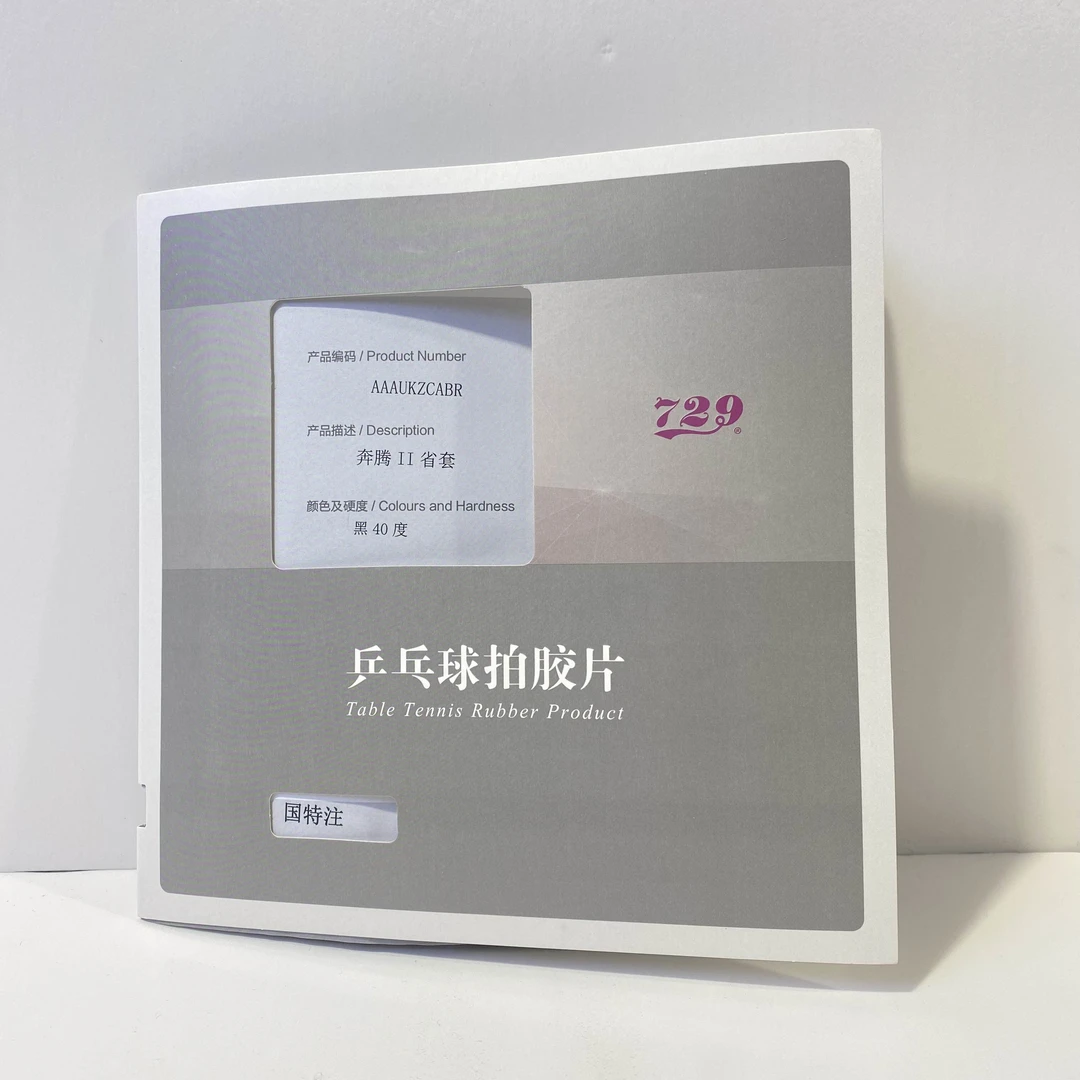 产品编码 / Product Number
AAAUKZCABR
产品描述 / Description
奔腾 II 省套
颜色及硬度 / Colours and Hardness
黑 40 度
729®
乒乓球拍胶片
Table Tennis Rubber Product
国特注